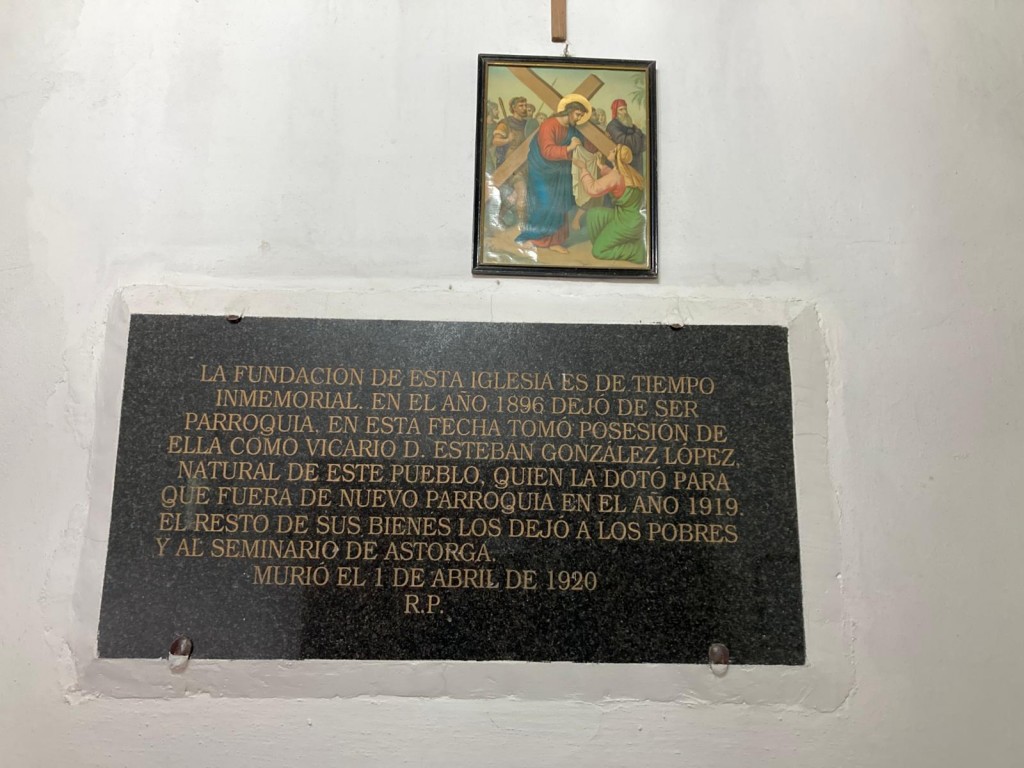 LA FUNDACION DE ESTA IGLESIA ES DE TIEMPO
INMEMORIAL. EN EL AÑO 1896 DEJÓ DE SER
PARROQUIA. EN ESTA FECHA TOMÓ POSESIÓN DE
ELLA COMO VICARIO D. ESTEBAN GONZÁLEZ LÓPEZ,
NATURAL DE ESTE PUEBLO, QUIEN LA DOTÓ PARA
QUE FUERA DE NUEVO PARROQUIA EN EL AÑO 1919.
EL RESTO DE SUS BIENES LOS DEJÓ A LOS POBRES
Y AL SEMINARIO DE ASTORGA.
MURIÓ EL 1 DE ABRIL DE 1920
R.P.